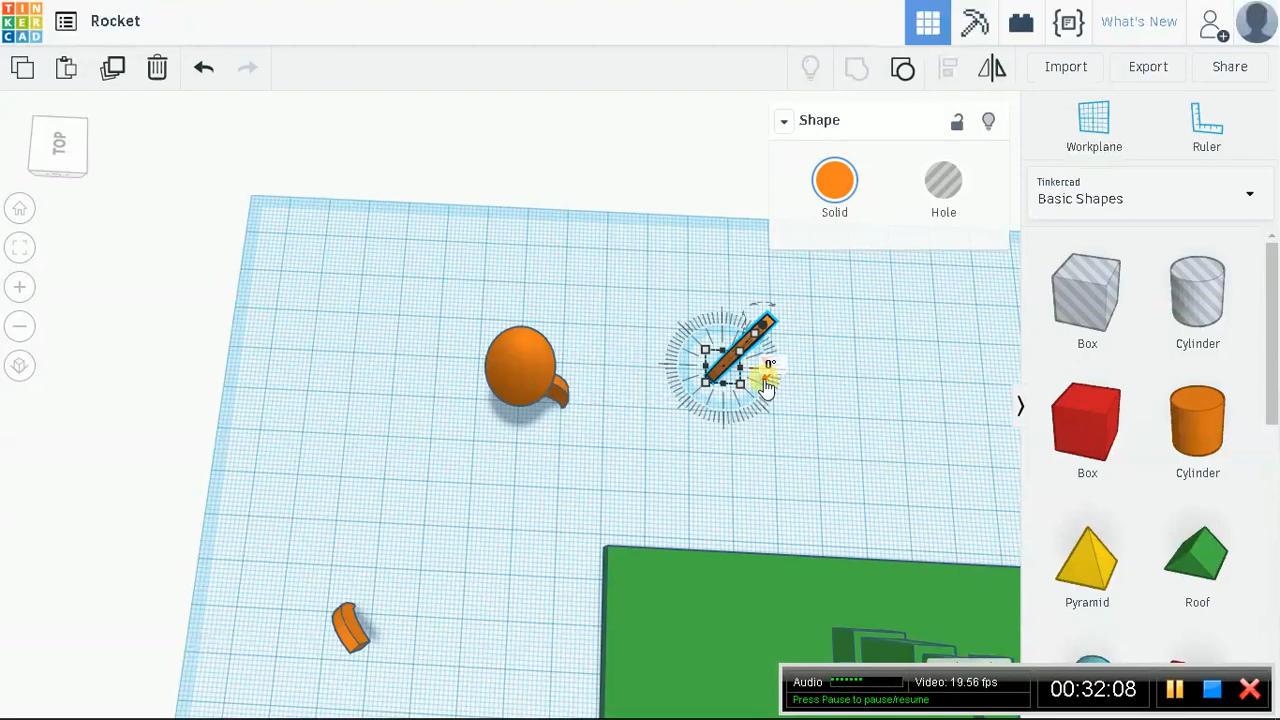 TIN
KER
CAD
Rocket
What's New
Import
Export
Share
TOP
Shape
Solid
Hole
0°
Workplane
Ruler
Tinkercad
Basic Shapes
Box
Cylinder
Box
Cylinder
Pyramid
Roof
Audio
Video: 19.56 fps
Press Pause to pause/resume
00:32:08